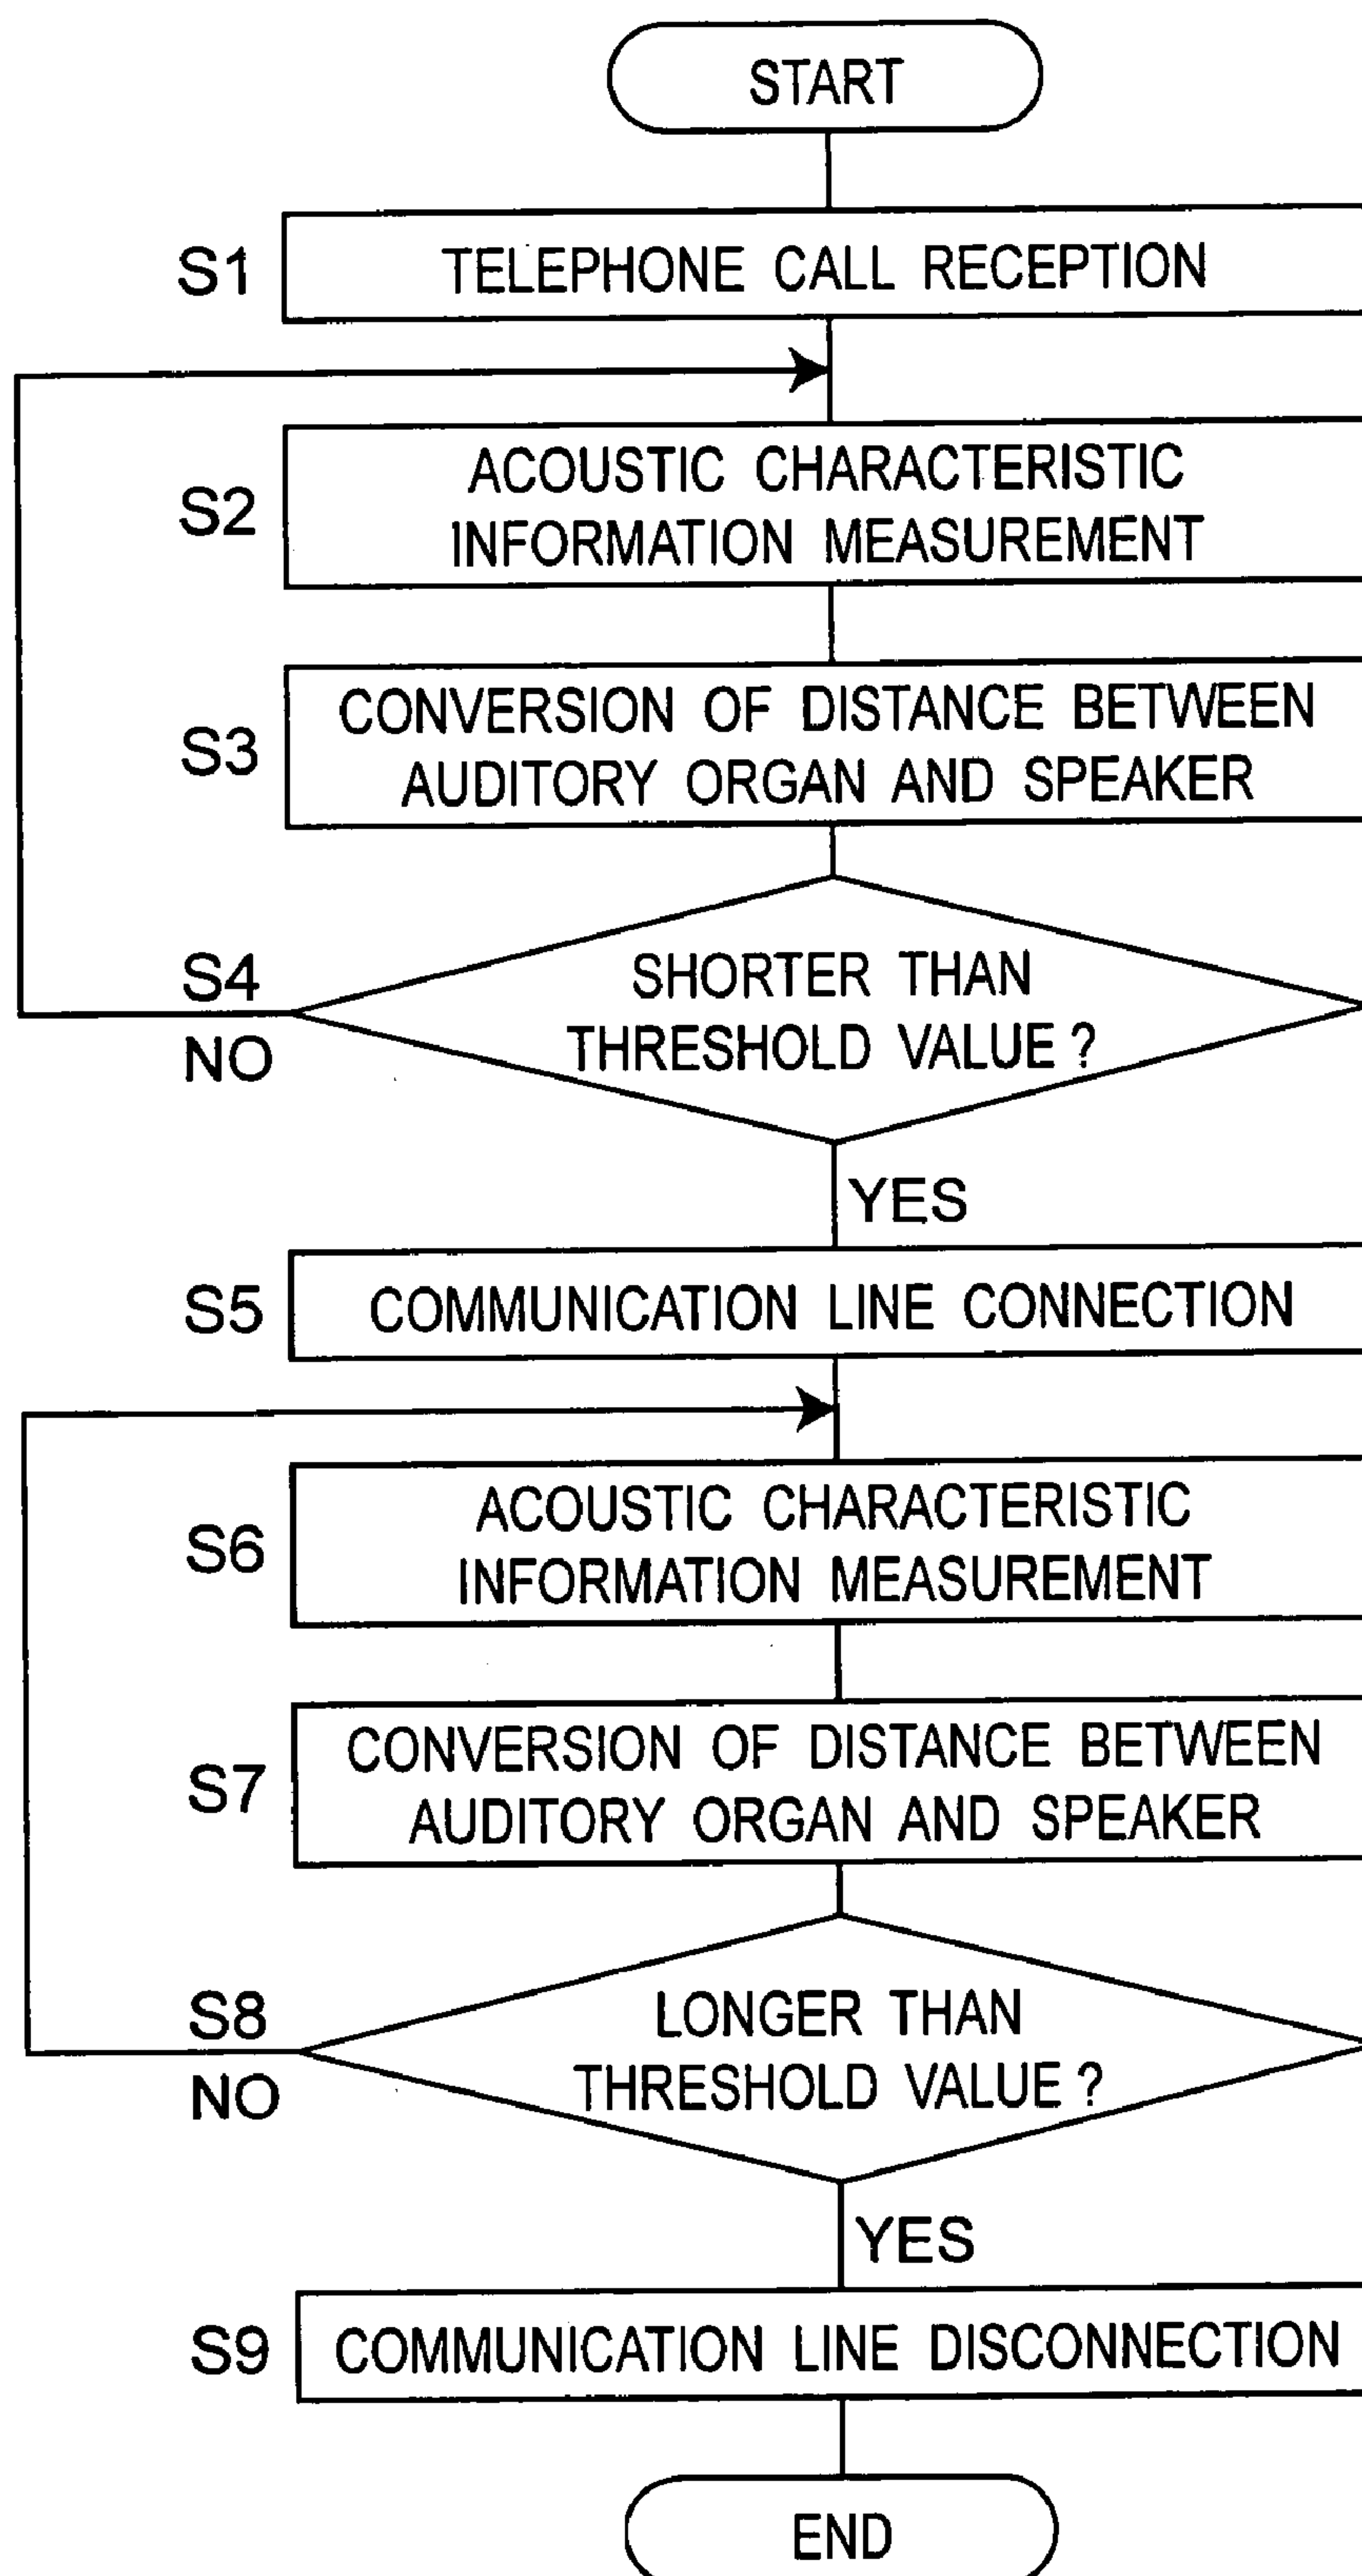 START
S1
TELEPHONE CALL RECEPTION
S2
ACOUSTIC CHARACTERISTIC
INFORMATION MEASUREMENT
S3
CONVERSION OF DISTANCE BETWEEN
AUDITORY ORGAN AND SPEAKER
S4
SHORTER THAN
THRESHOLD VALUE ?
NO
YES
S5
COMMUNICATION LINE CONNECTION
S6
ACOUSTIC CHARACTERISTIC
INFORMATION MEASUREMENT
S7
CONVERSION OF DISTANCE BETWEEN
AUDITORY ORGAN AND SPEAKER
S8
LONGER THAN
THRESHOLD VALUE ?
NO
YES
S9
COMMUNICATION LINE DISCONNECTION
END